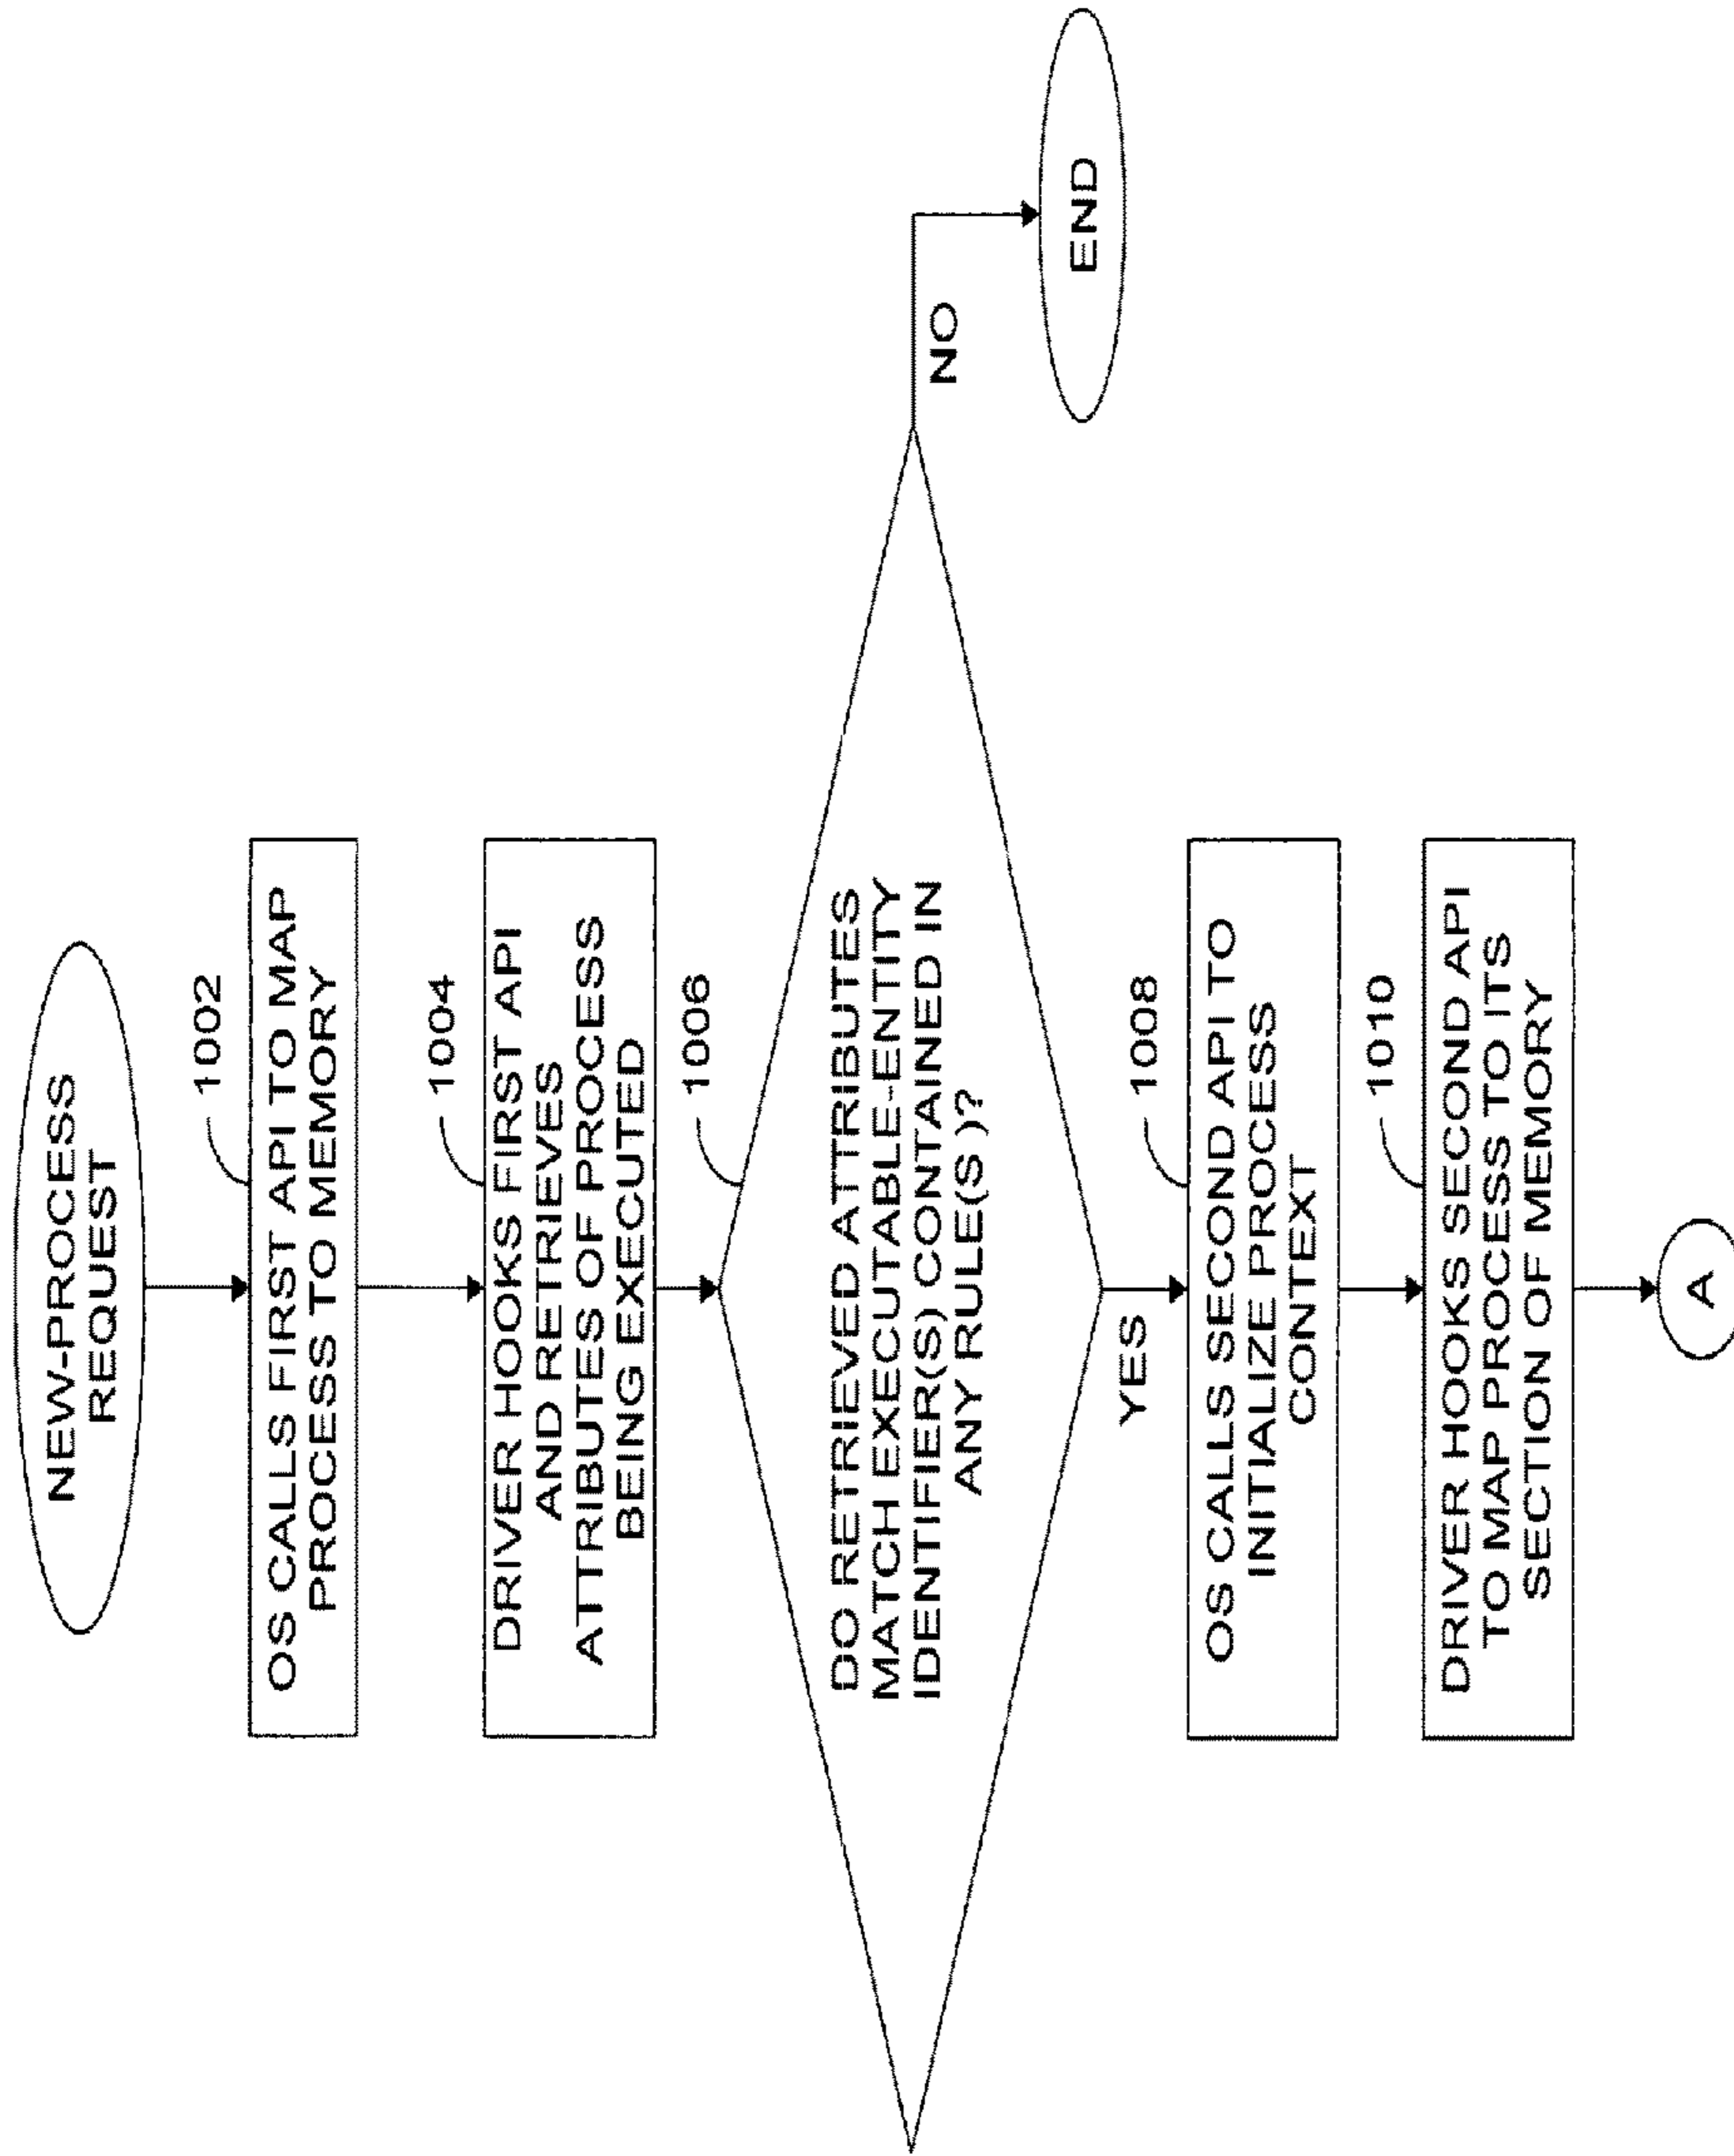 NEW-PROCESS
REQUEST
1002
OS CALLS FIRST API TO MAP
PROCESS TO MEMORY
1004
DRIVER HOOKS FIRST API
AND RETRIEVES
ATTRIBUTES OF PROCESS
BEING EXECUTED
1006
DO RETRIEVED ATTRIBUTES
MATCH EXECUTABLE-ENTITY
IDENTIFIER(S) CONTAINED IN
ANY RULE(S )?
NO
END
YES
1008
OS CALLS SECOND API TO
INITIALIZE PROCESS
CONTEXT
1010
DRIVER HOOKS SECOND API
TO MAP PROCESS TO ITS
SECTION OF MEMORY
A